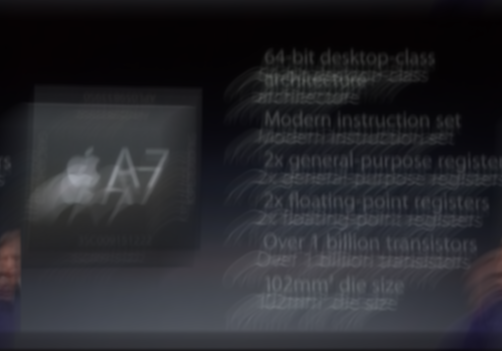 A7
64-bit desktop-class
architecture
Modern instruction set
2x general-purpose register
2x floating-point registers
Over 1 billion transistors
102mm² die size